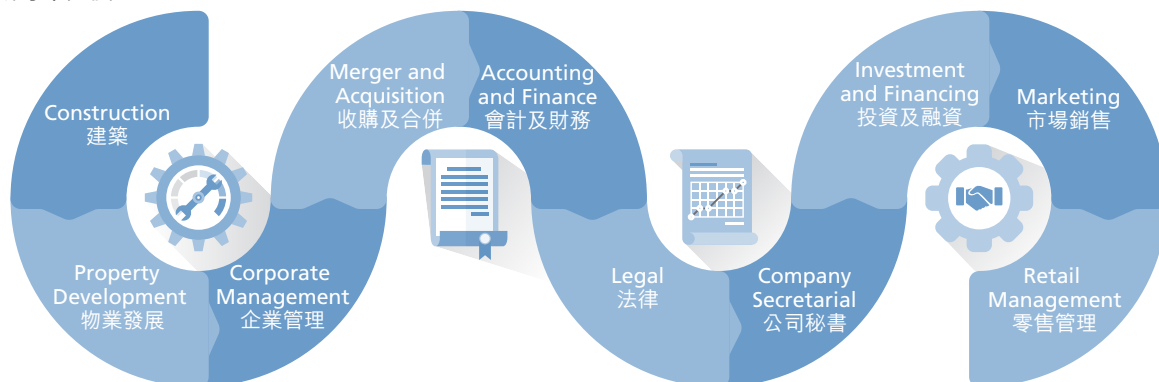 Construction
建築
Property
Development
物業發展
Corporate
Management
企業管理
Merger and
Acquisition
收購及合併
Accounting
and Finance
會計及財務
Legal
法律
Company
Secretarial
公司秘書
Investment
and Financing
投資及融資
Marketing
市場銷售
Retail
Management
零售管理